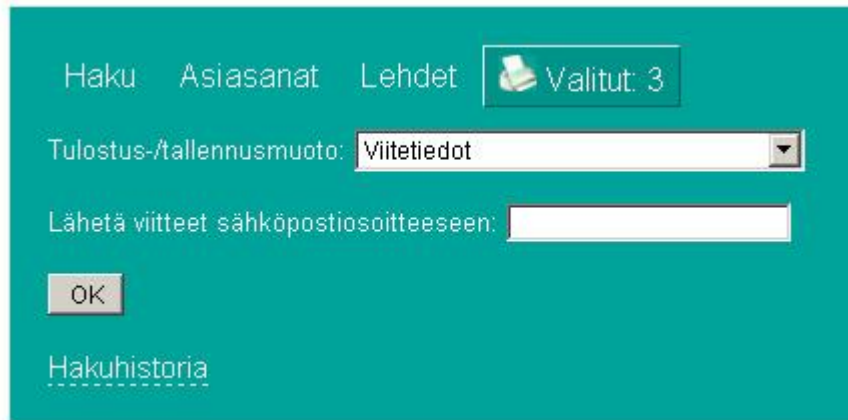 Haku Asiasanat Lehdet Valitut: 3
Tulostus-/tallennusmuoto: Viitetiedot
Lähetä viitteet sähköpostiosoitteeseen:
OK
Hakuhistoria